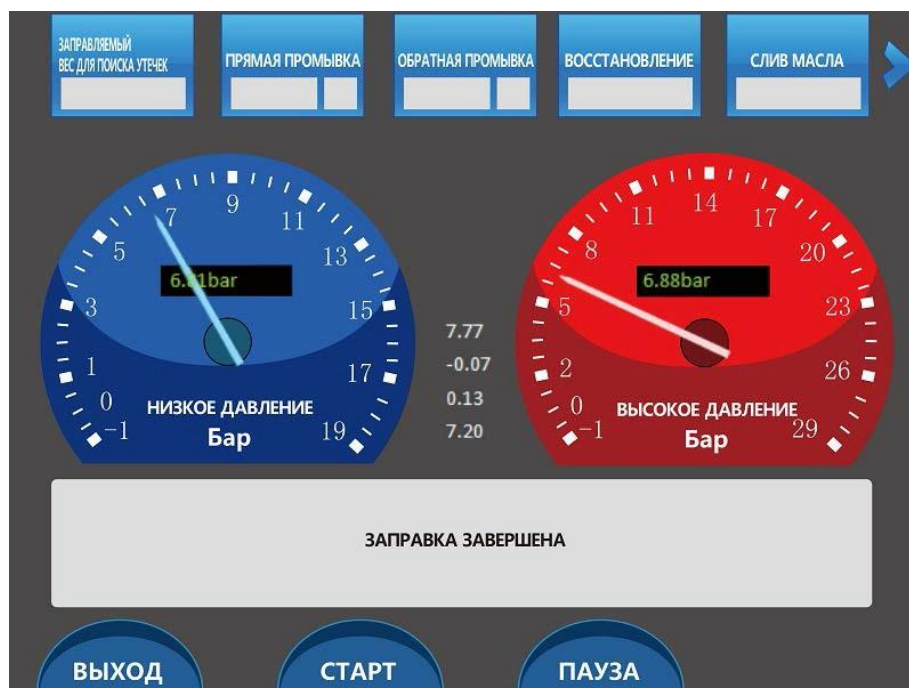 ЗАПРАВЛЯЕМЫЙ
ВЕС ДЛЯ ПОИСКА УТЕЧЕК
ПРЯМАЯ ПРОМЫВКА
ОБРАТНАЯ ПРОМЫВКА
ВОССТАНОВЛЕНИЕ
СЛИВ МАСЛА
-1
0
1
3
5
7
9
11
13
15
17
19
6.81bar
НИЗКОЕ ДАВЛЕНИЕ
Бар
7.77
-0.07
0.13
7.20
-1
0
2
5
8
11
14
17
20
23
26
29
6.88bar
ВЫСОКОЕ ДАВЛЕНИЕ
Бар
ЗАПРАВКА ЗАВЕРШЕНА
ВЫХОД
СТАРТ
ПАУЗА